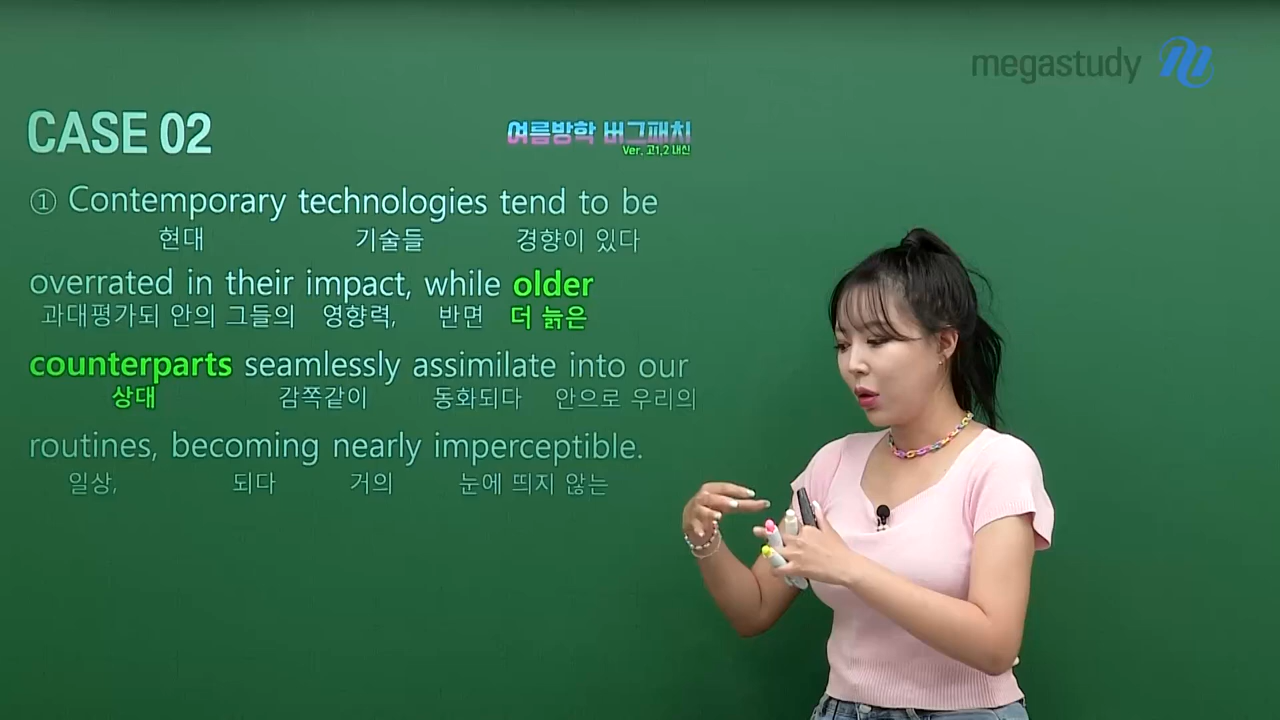 megastudy
CASE 02
여름방학 버그패치
Ver. 고1,2 내신
① Contemporary technologies tend to be
현대 기술들 경향이 있다
overrated in their impact, while older
과대평가되 안의 그들의 영향력, 반면 더 늙은
counterparts seamlessly assimilate into our
상대 감쪽같이 동화되다 안으로 우리의
routines, becoming nearly imperceptible.
일상, 되다 거의 눈에 띄지 않는